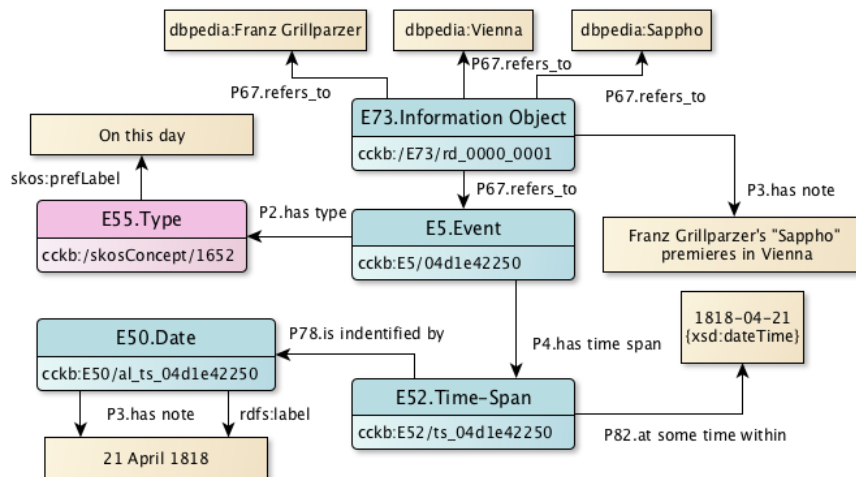 dbpedia:Franz Grillparzer
dbpedia:Vienna
dbpedia:Sappho
P67.refers_to
P67.refers_to
P67.refers_to
E73.Information Object
cckb:/E73/rd_0000_0001
On this day
skos:prefLabel
P67.refers_to
P3.has note
E55.Type
cckb:/skosConcept/1652
P2.has type
E5.Event
cckb:E5/04d1e42250
Franz Grillparzer's "Sappho"
premieres in Vienna
1818-04-21
{xsd:dateTime}
E50.Date
cckb:E50/al_ts_04d1e42250
P78.is indentified by
P4.has time span
E52.Time-Span
cckb:E52/ts_04d1e42250
P3.has note
rdfs:label
P82.at some time within
21 April 1818